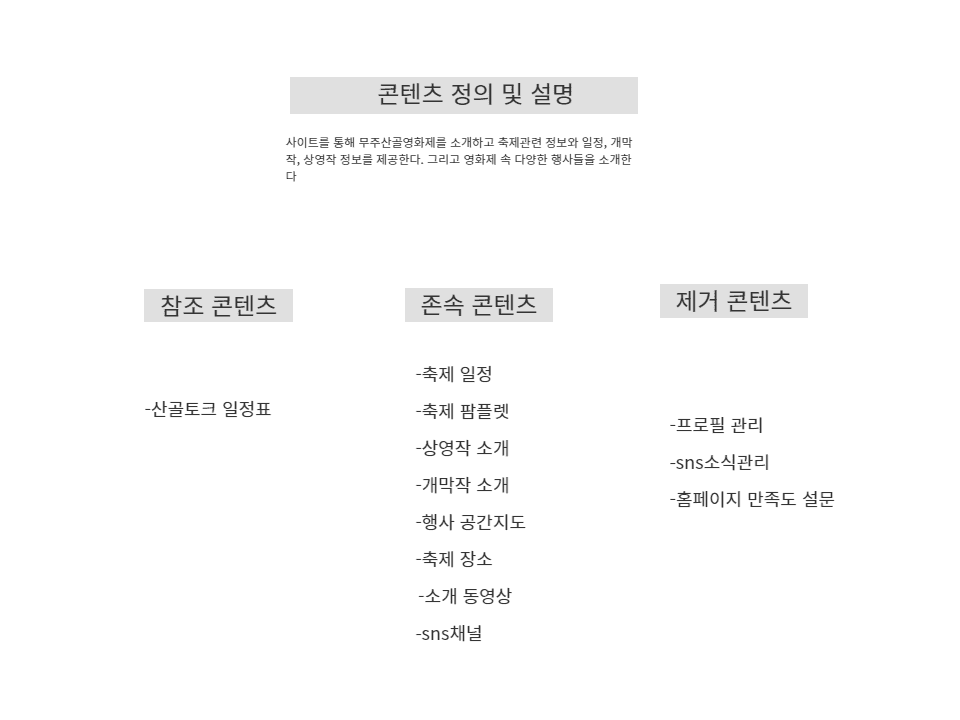 콘텐츠 정의 및 설명
사이트를 통해 무주산골영화제를 소개하고 축제관련 정보와 일정, 개막
작, 상영작 정보를 제공한다. 그리고 영화제 속 다양한 행사들을 소개한
다
참조 콘텐츠
-산골토크 일정표
존속 콘텐츠
-축제 일정
-축제 팜플렛
-상영작 소개
-개막작 소개
-행사 공간지도
-축제 장소
-소개 동영상
-sns채널
제거 콘텐츠
-프로필 관리
-sns소식관리
-홈페이지 만족도 설문